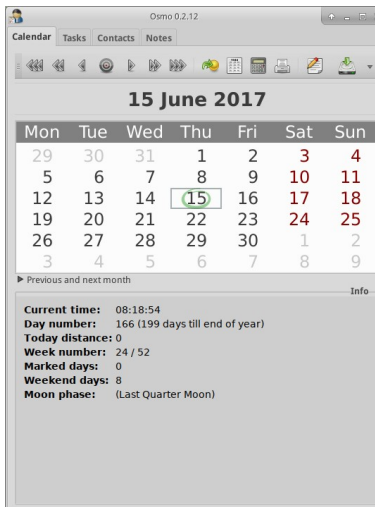 Osmo 0.2.12
Calendar Tasks Contacts Notes
15 June 2017
Mon Tue Wed Thu Fri Sat Sun
29 30 31 1 2 3 4
5 6 7 8 9 10 11
12 13 14 15 16 17 18
19 20 21 22 23 24 25
26 27 28 29 30 1 2
3 4 5 6 7 8 9
Previous and next month
Info
Current time: 08:18:54
Day number: 166 (199 days till end of year)
Today distance: 0
Week number: 24 / 52
Marked days: 0
Weekend days: 8
Moon phase: (Last Quarter Moon)